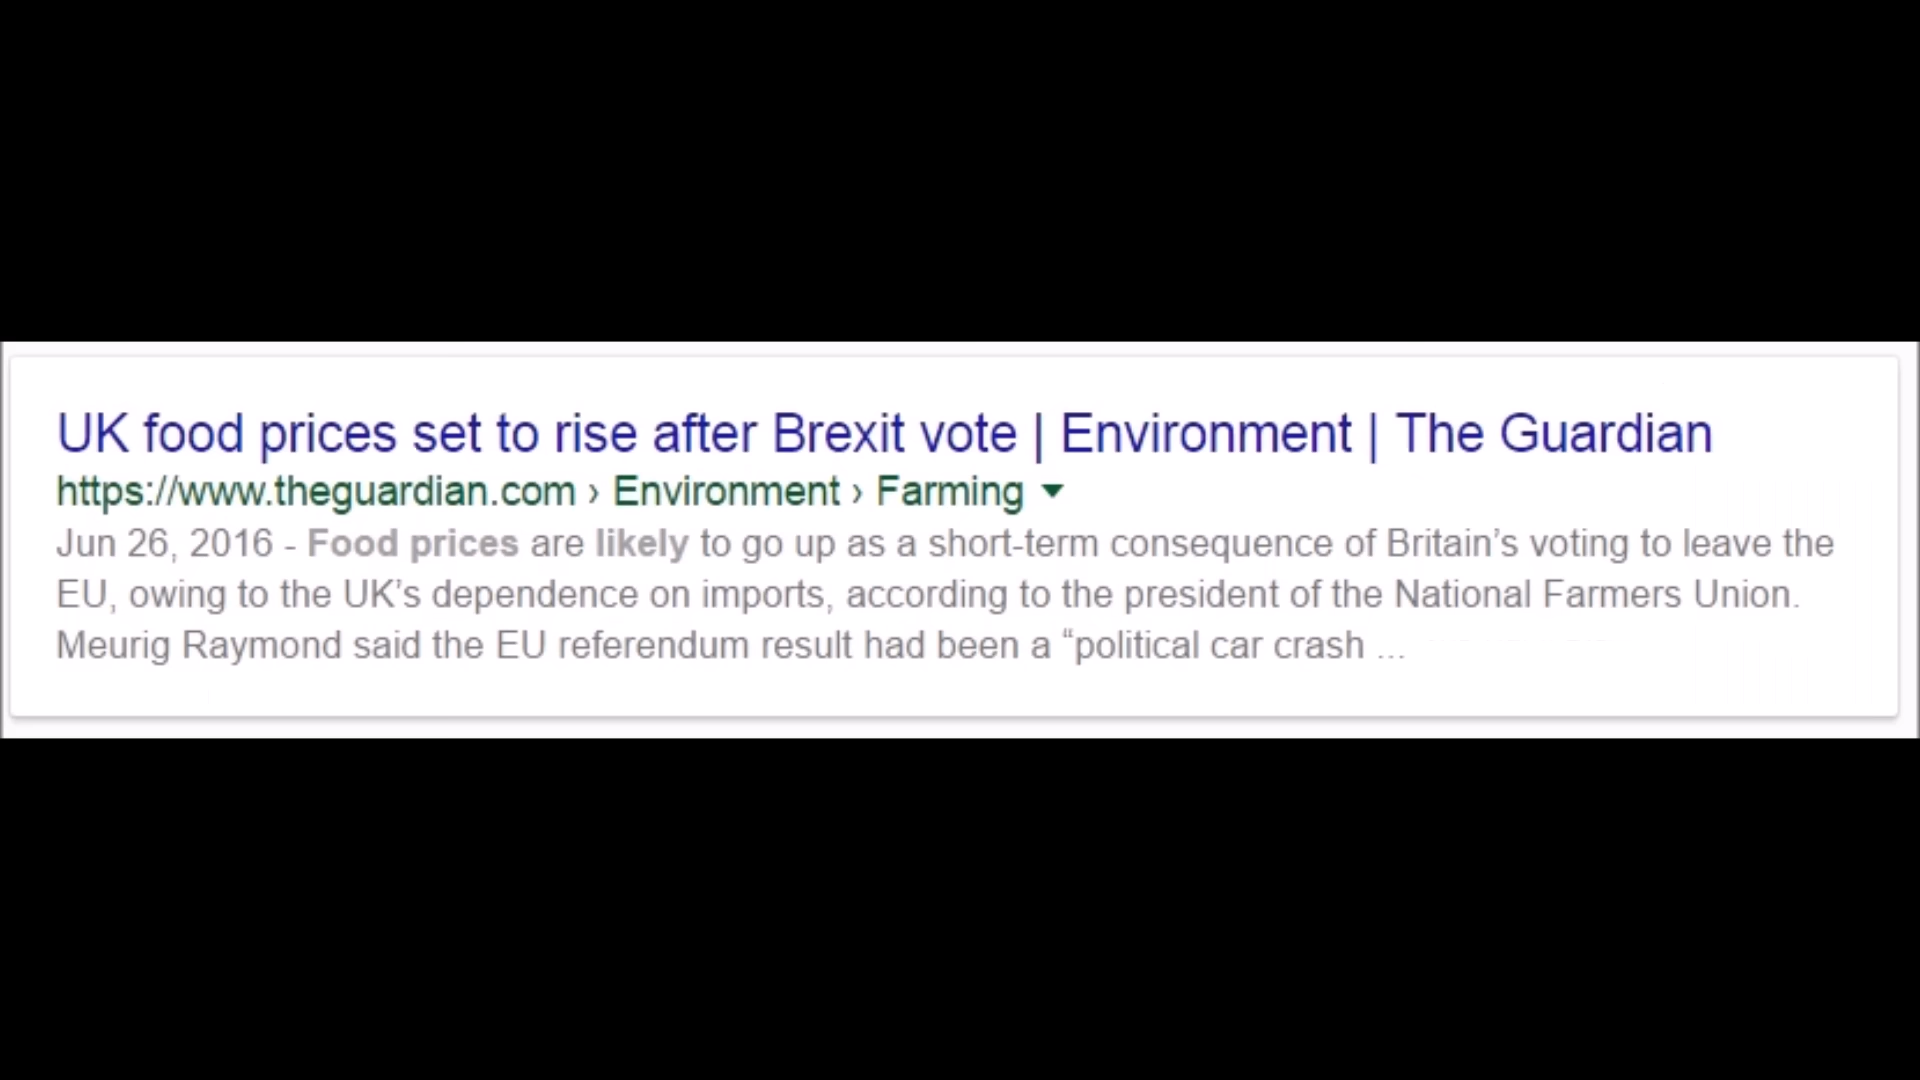 UK food prices set to rise after Brexit vote | Environment | The Guardian
https://www.theguardian.com › Environment › Farming
Jun 26, 2016 - Food prices are likely to go up as a short-term consequence of Britain’s voting to leave the
EU, owing to the UK’s dependence on imports, according to the president of the National Farmers Union.
Meurig Raymond said the EU referendum result had been a “political car crash ...